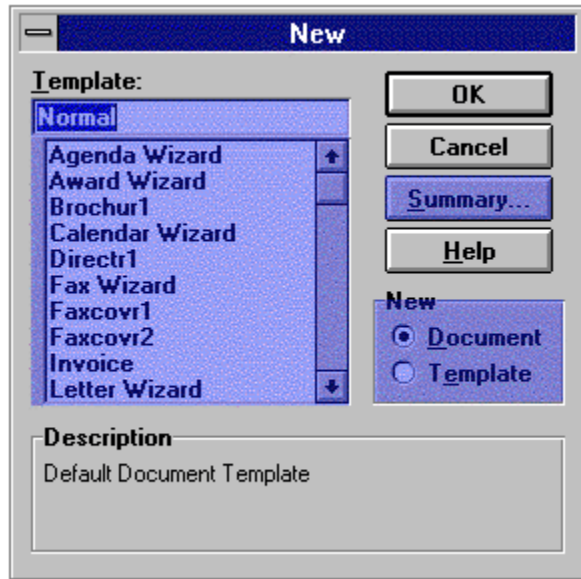 New
Template:
Normal
Agenda Wizard
Award Wizard
Brochur1
Calendar Wizard
Directr1
Fax Wizard
Faxcovr1
Faxcovr2
Invoice
Letter Wizard
OK
Cancel
Summary...
Help
New
Document
Template
Description
Default Document Template